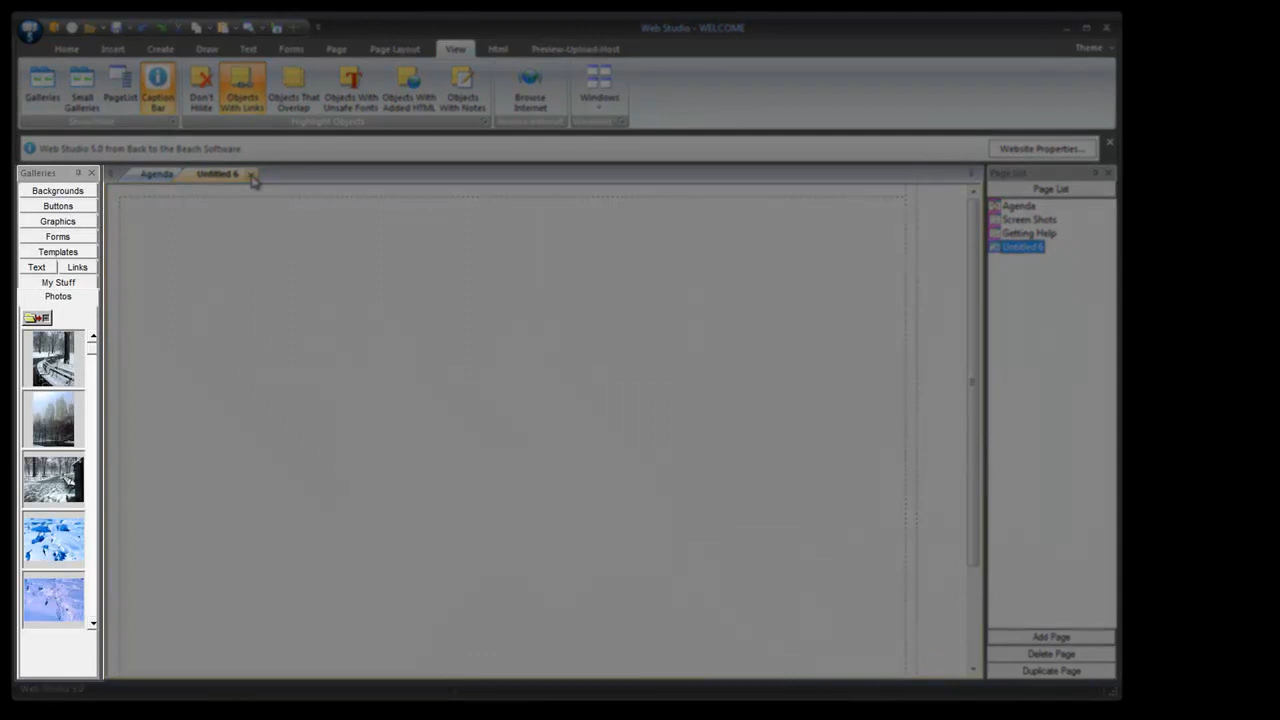 Web Studio - WELCOME
Home Insert Create Draw Text Forms Page Page Layout View Html Preview-Upload-Host
Theme
Galleries
Small Galleries
PageList
Caption Bar
Don't Hilite
Objects With Links
Objects That Overlap
Objects With Unsafe Fonts
Objects With Added HTML
Objects With Notes
Browse Internet
Windows
Highlight Objects
Web Studio 5.0 from Back to the Beach Software
Website Properties...
Galleries
Backgrounds
Buttons
Graphics
Forms
Templates
Text Links
My Stuff
Photos
Agenda Untitled 6
Page List
Page List
Agenda
Screen Shots
Getting Help
Untitled 6
Add Page
Delete Page
Duplicate Page
Web Studio 5.0